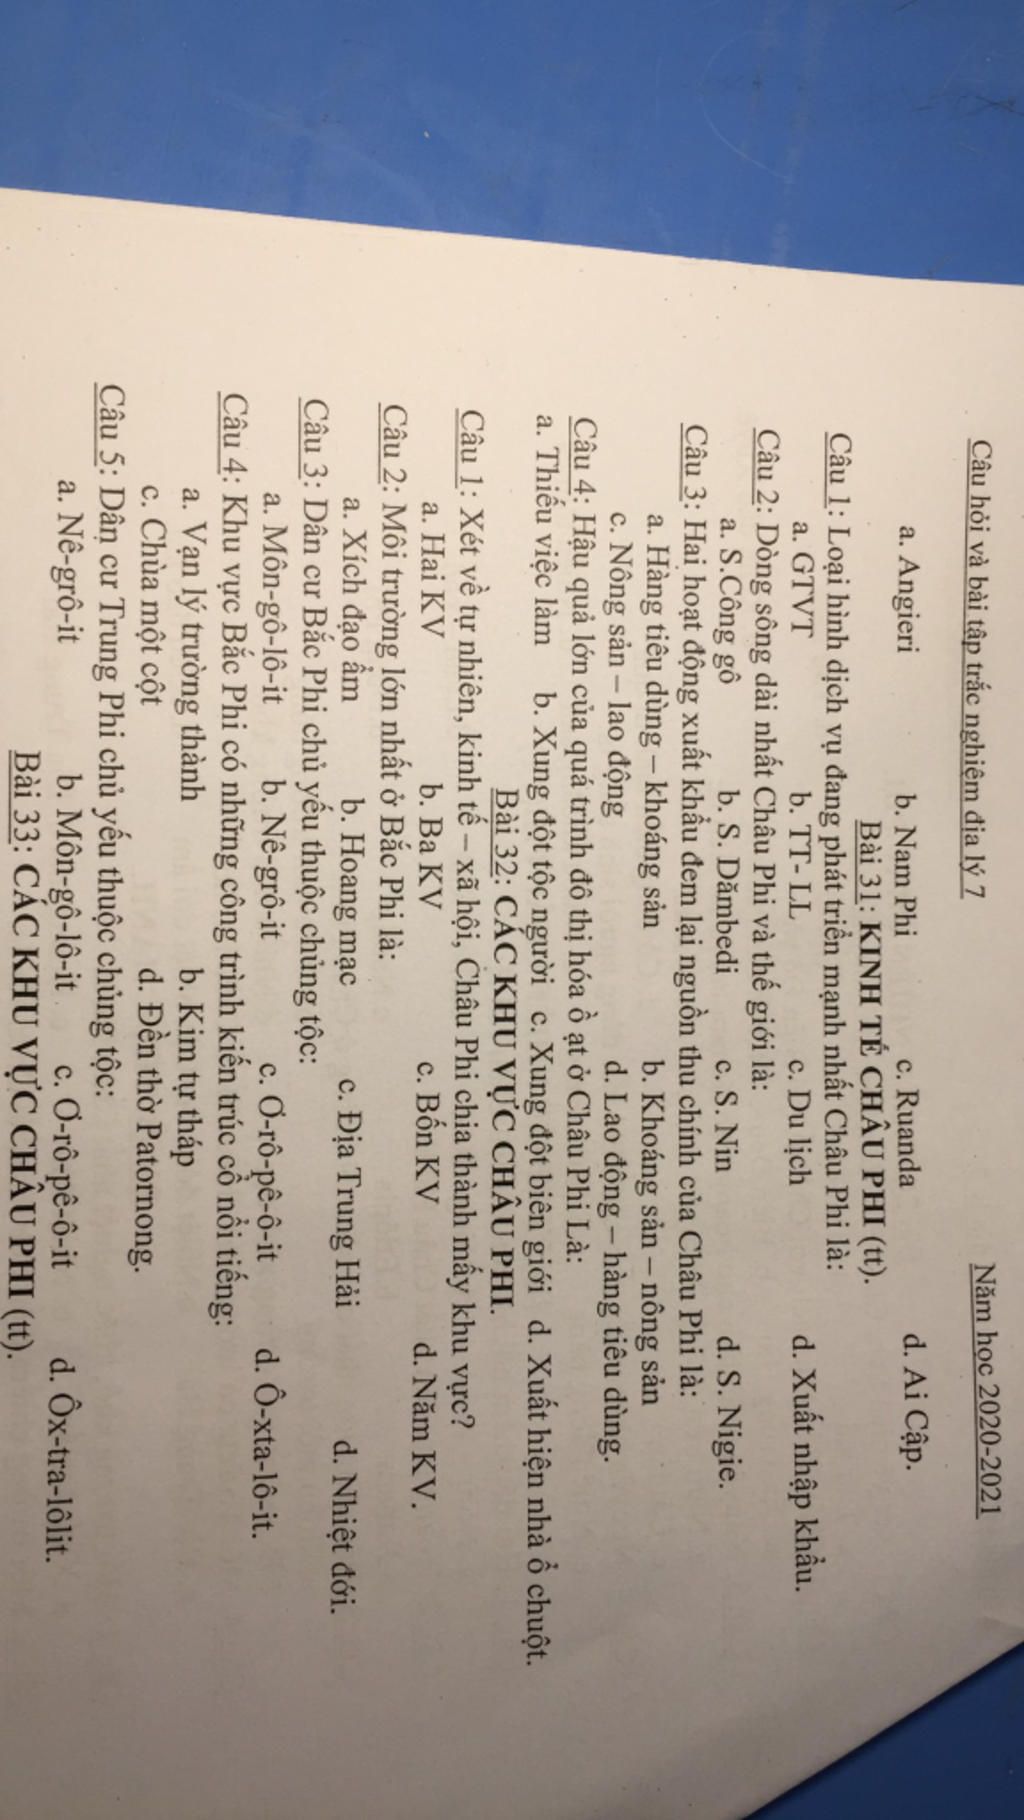 Câu hỏi và bài tập trắc nghiệm địa lý 7 Năm học 2020-2021
a. Angieri b. Nam Phi c. Ruanda d. Ai Cập.
Bài 31: KINH TẾ CHÂU PHI (tt).
Câu 1: Loại hình dịch vụ đang phát triển mạnh nhất Châu Phi là:
a. GTVT b. TT- LL c. Du lịch d. Xuất nhập khẩu.
Câu 2: Dòng sông dài nhất Châu Phi và thế giới là:
a. S.Công gô b. S. Dămbedi c. S. Nin d. S. Nigie.
Câu 3: Hai hoạt động xuất khẩu đem lại nguồn thu chính của Châu Phi là:
a. Hàng tiêu dùng – khoáng sản b. Khoáng sản – nông sản
c. Nông sản – lao động d. Lao động – hàng tiêu dùng.
Câu 4: Hậu quả lớn của quá trình đô thị hóa ồ ạt ở Châu Phi Là:
a. Thiếu việc làm b. Xung đột tộc người c. Xung đột biên giới d. Xuất hiện nhà ổ chuột.
Bài 32: CÁC KHU VỰC CHÂU PHI.
Câu 1: Xét về tự nhiên, kinh tế – xã hội, Châu Phi chia thành mấy khu vực?
a. Hai KV b. Ba KV c. Bốn KV d. Năm KV.
Câu 2: Môi trường lớn nhất ở Bắc Phi là:
a. Xích đạo ẩm b. Hoang mạc c. Địa Trung Hải d. Nhiệt đới.
Câu 3: Dân cư Bắc Phi chủ yếu thuộc chủng tộc:
a. Môn-gô-lô-it b. Nê-grô-it c. Ơ-rô-pê-ô-it d. Ô-xta-lô-it.
Câu 4: Khu vực Bắc Phi có những công trình kiến trúc cổ nổi tiếng:
a. Vạn lý trường thành b. Kim tự tháp
c. Chùa một cột d. Đền thờ Patornong.
Câu 5: Dân cư Trung Phi chủ yếu thuộc chủng tộc:
a. Nê-grô-it b. Môn-gô-lô-it c. Ơ-rô-pê-ô-it d. Ôx-tra-lôlit.
Bài 33: CÁC KHU VỰC CHÂU PHI (tt).